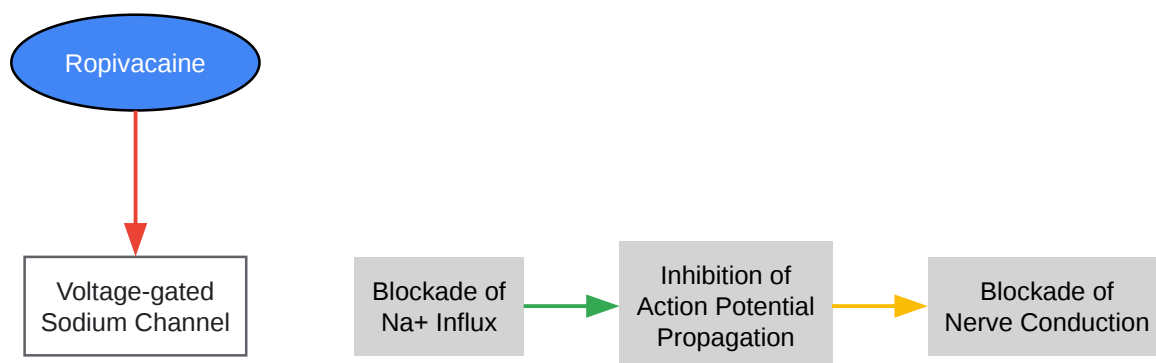 Ropivacaine
Voltage-gated
Sodium Channel
Blockade of
Na+ Influx
Inhibition of
Action Potential
Propagation
Blockade of
Nerve Conduction